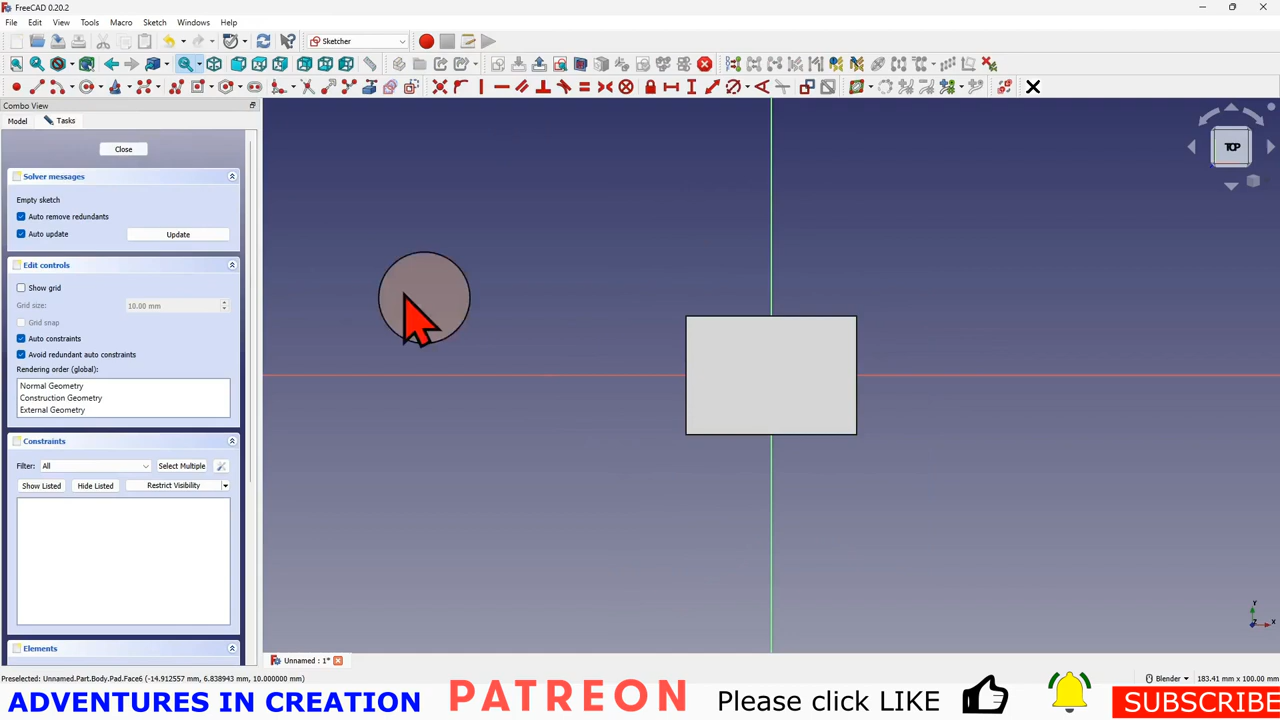 FreeCAD 0.20.2
File Edit View Tools Macro Sketch Windows Help
Sketcher
Combo View
Model Tasks
Close
Solver messages
Empty sketch
Auto remove redundants
Auto update Update
Edit controls
Show grid
Grid size: 10.00 mm
Grid snap
Auto constraints
Avoid redundant auto constraints
Rendering order (global):
Normal Geometry
Construction Geometry
External Geometry
Constraints
Filter: All Select Multiple
Show Listed Hide Listed Restrict Visibility
Elements
TOP
Y
Z X
Unnamed : 1*
Preselected: Unnamed.Part.Body.Pad.Face6 (-14.912557 mm, 6.838943 mm, 10.000000 mm) Blender 183.41 mm x 100.00 mm
ADVENTURES IN CREATION PATREON Please click LIKE SUBSCRIBE